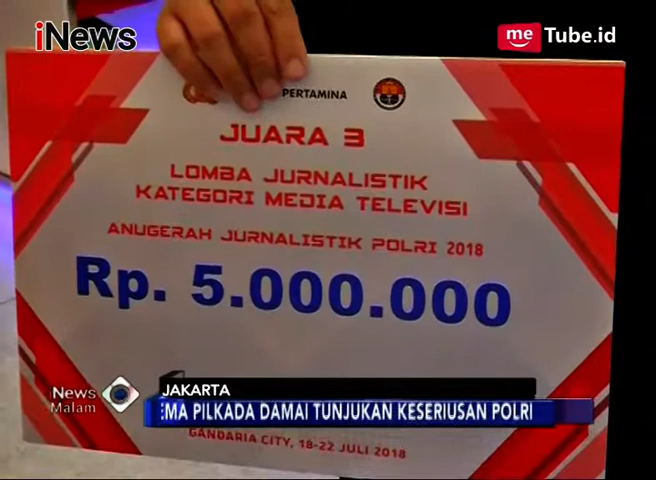 iNews
me Tube.id
PERTAMINA
JUARA 3
LOMBA JURNALISTIK
KATEGORI MEDIA TELEVISI
ANUGERAH JURNALISTIK POLRI 2018
Rp. 5.000.000
News
Malam
JAKARTA
EMA PILKADA DAMAI TUNJUKAN KESERIUSAN POLRI
GANDARIA CITY, 18-22 JULI 2018